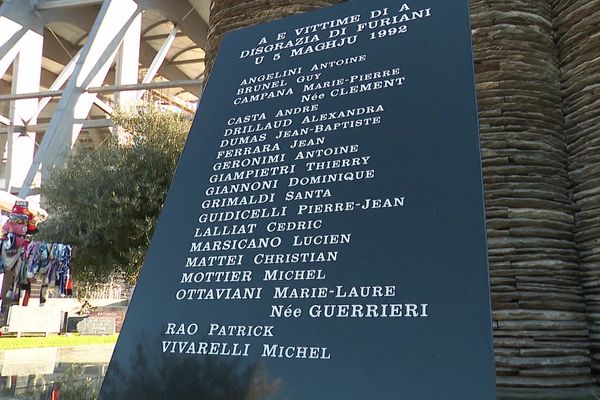 A E VITTIME DI A
DISGRAZIA DI FURIANI
U 5 MAGHJU 1992
ANGELINI ANTOINE
BRUNEL GUY
CAMPANA MARIE-PIERRE
Née CLEMENT
CASTA ANDRE
DRILLAUD ALEXANDRA
DUMAS JEAN-BAPTISTE
FERRARA JEAN
GERONIMI ANTOINE
GIAMPIETRI THIERRY
GIANNONI DOMINIQUE
GRIMALDI SANTA
GUIDICELLI PIERRE-JEAN
LALLIAT CEDRIC
MARSICANO LUCIEN
MATTEI CHRISTIAN
MOTTIER MICHEL
OTTAVIANI MARIE-LAURE
Née GUERRIERI
RAO PATRICK
VIVARELLI MICHEL